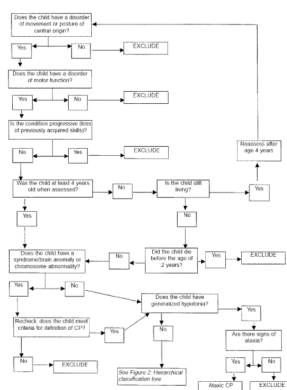 Does the child have a disorder
of movement or posture of
central origin?
Yes
No
EXCLUDE
Does the child have a disorder
of motor function?
Yes
No
EXCLUDE
Is the condition progressive (loss
of previously acquired skills)?
No
Yes
EXCLUDE
Reassess after
age 4 years
Was the child at least 4 years
old when assessed?
No
Is the child still
living?
Yes
Yes
No
Does the child have a
syndrome/brain anomaly or
chromosome abnormality?
No
Did the child die
before the age of
2 years?
Yes
EXCLUDE
Yes
No
Does the child have
generalized hypotonia?
Yes
Recheck, does the child meet
criteria for definition of CP?
Yes
No
Are there signs of
ataxia?
No
EXCLUDE
See Figure 2: Hierarchical
classification tree
Yes
No
Ataxic CP
EXCLUDE